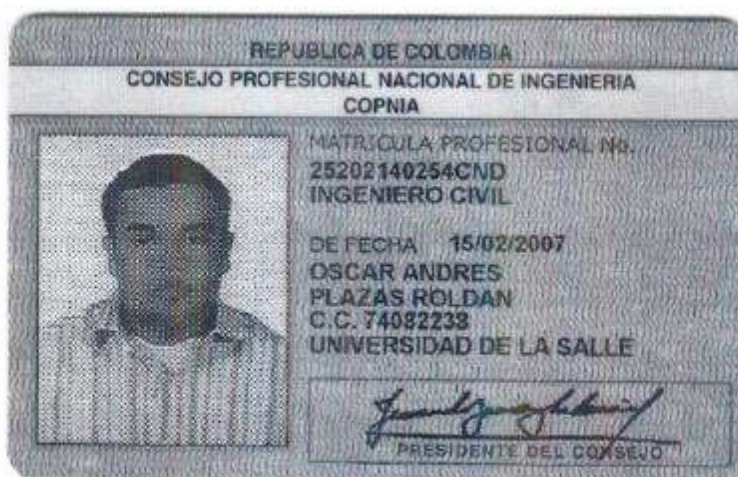 REPUBLICA DE COLOMBIA
CONSEJO PROFESIONAL NACIONAL DE INGENIERIA
COPNIA
MATRICULA PROFESIONAL No.
25202140254CND
INGENIERO CIVIL
DE FECHA 15/02/2007
OSCAR ANDRES
PLAZAS ROLDAN
C.C. 74082238
UNIVERSIDAD DE LA SALLE
PRESIDENTE DEL CONSEJO